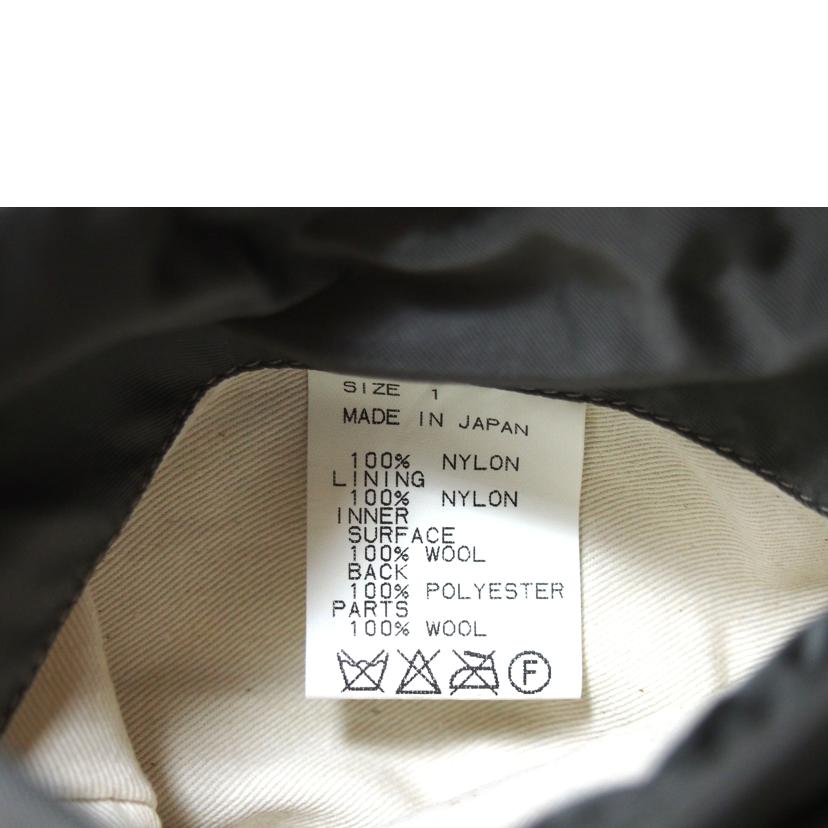 SIZE 1
MADE IN JAPAN
100% NYLON
LINING
100% NYLON
INNER
SURFACE
100% WOOL
BACK
100% POLYESTER
PARTS
100% WOOL
F